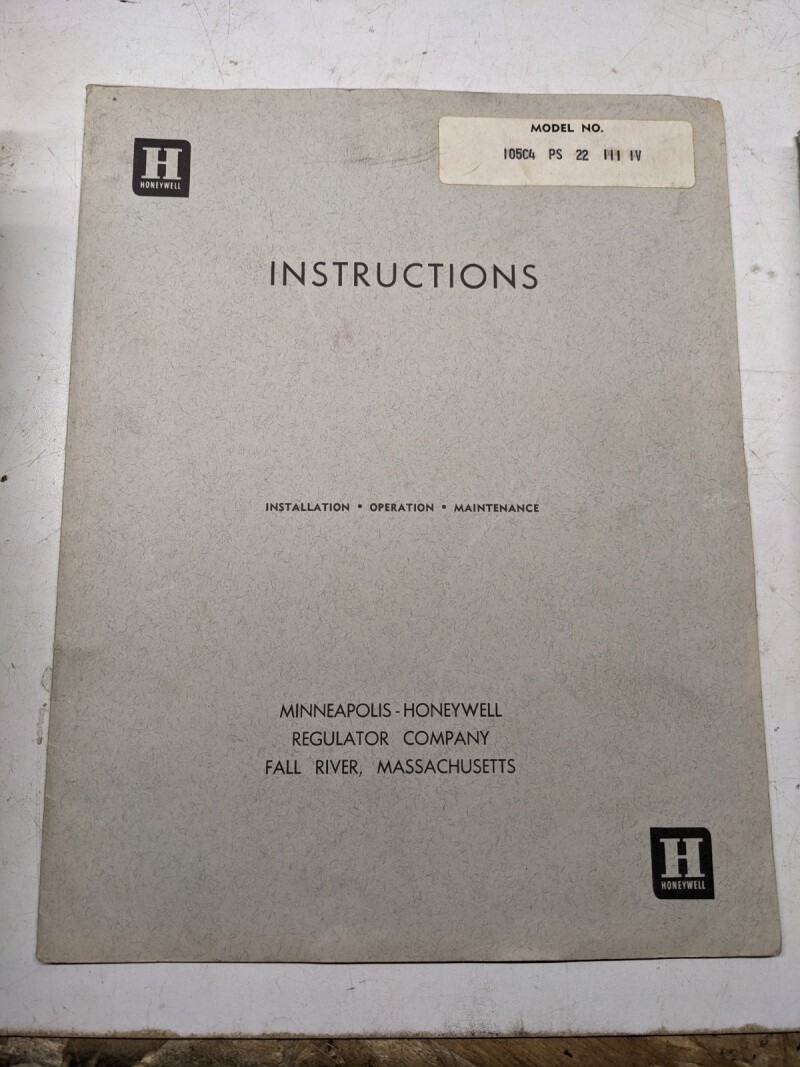 H
HONEYWELL
MODEL NO.
105C4 PS 22 III IV
INSTRUCTIONS
INSTALLATION • OPERATION • MAINTENANCE
MINNEAPOLIS - HONEYWELL
REGULATOR COMPANY
FALL RIVER, MASSACHUSETTS
H
HONEYWELL